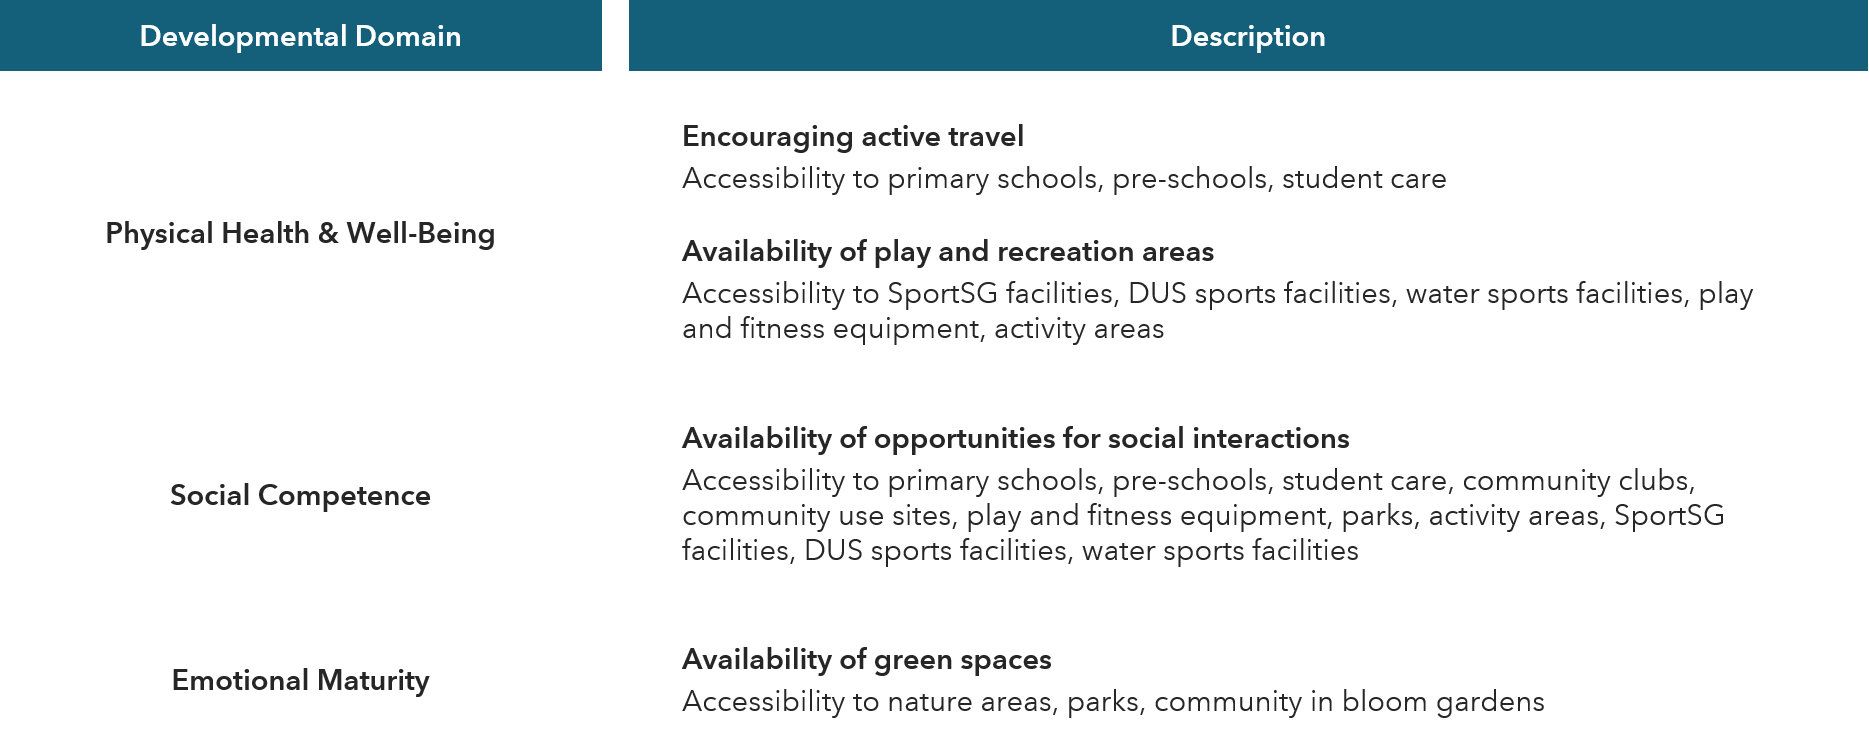 Developmental Domain
Description
Physical Health & Well-Being
Encouraging active travel
Accessibility to primary schools, pre-schools, student care
Availability of play and recreation areas
Accessibility to SportSG facilities, DUS sports facilities, water sports facilities, play
and fitness equipment, activity areas
Social Competence
Availability of opportunities for social interactions
Accessibility to primary schools, pre-schools, student care, community clubs,
community use sites, play and fitness equipment, parks, activity areas, SportSG
facilities, DUS sports facilities, water sports facilities
Emotional Maturity
Availability of green spaces
Accessibility to nature areas, parks, community in bloom gardens